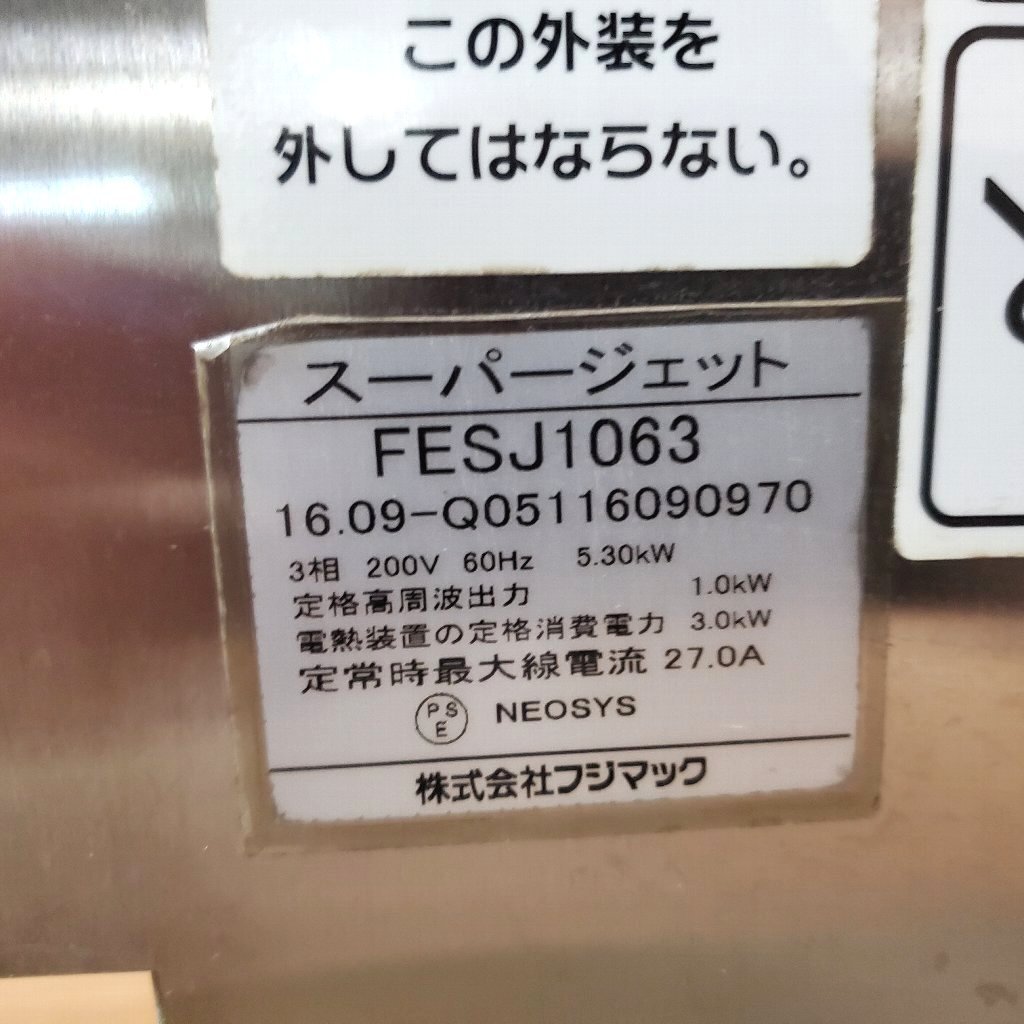 この外装を
外してはならない。
スーパージェット
FESJ1063
16.09-Q05116090970
3相 200V 60Hz 5.30kW
定格高周波出力 1.0kW
電熱装置の定格消費電力 3.0kW
定常時最大線電流 27.0A
PSE NEOSYS
株式会社フジマック